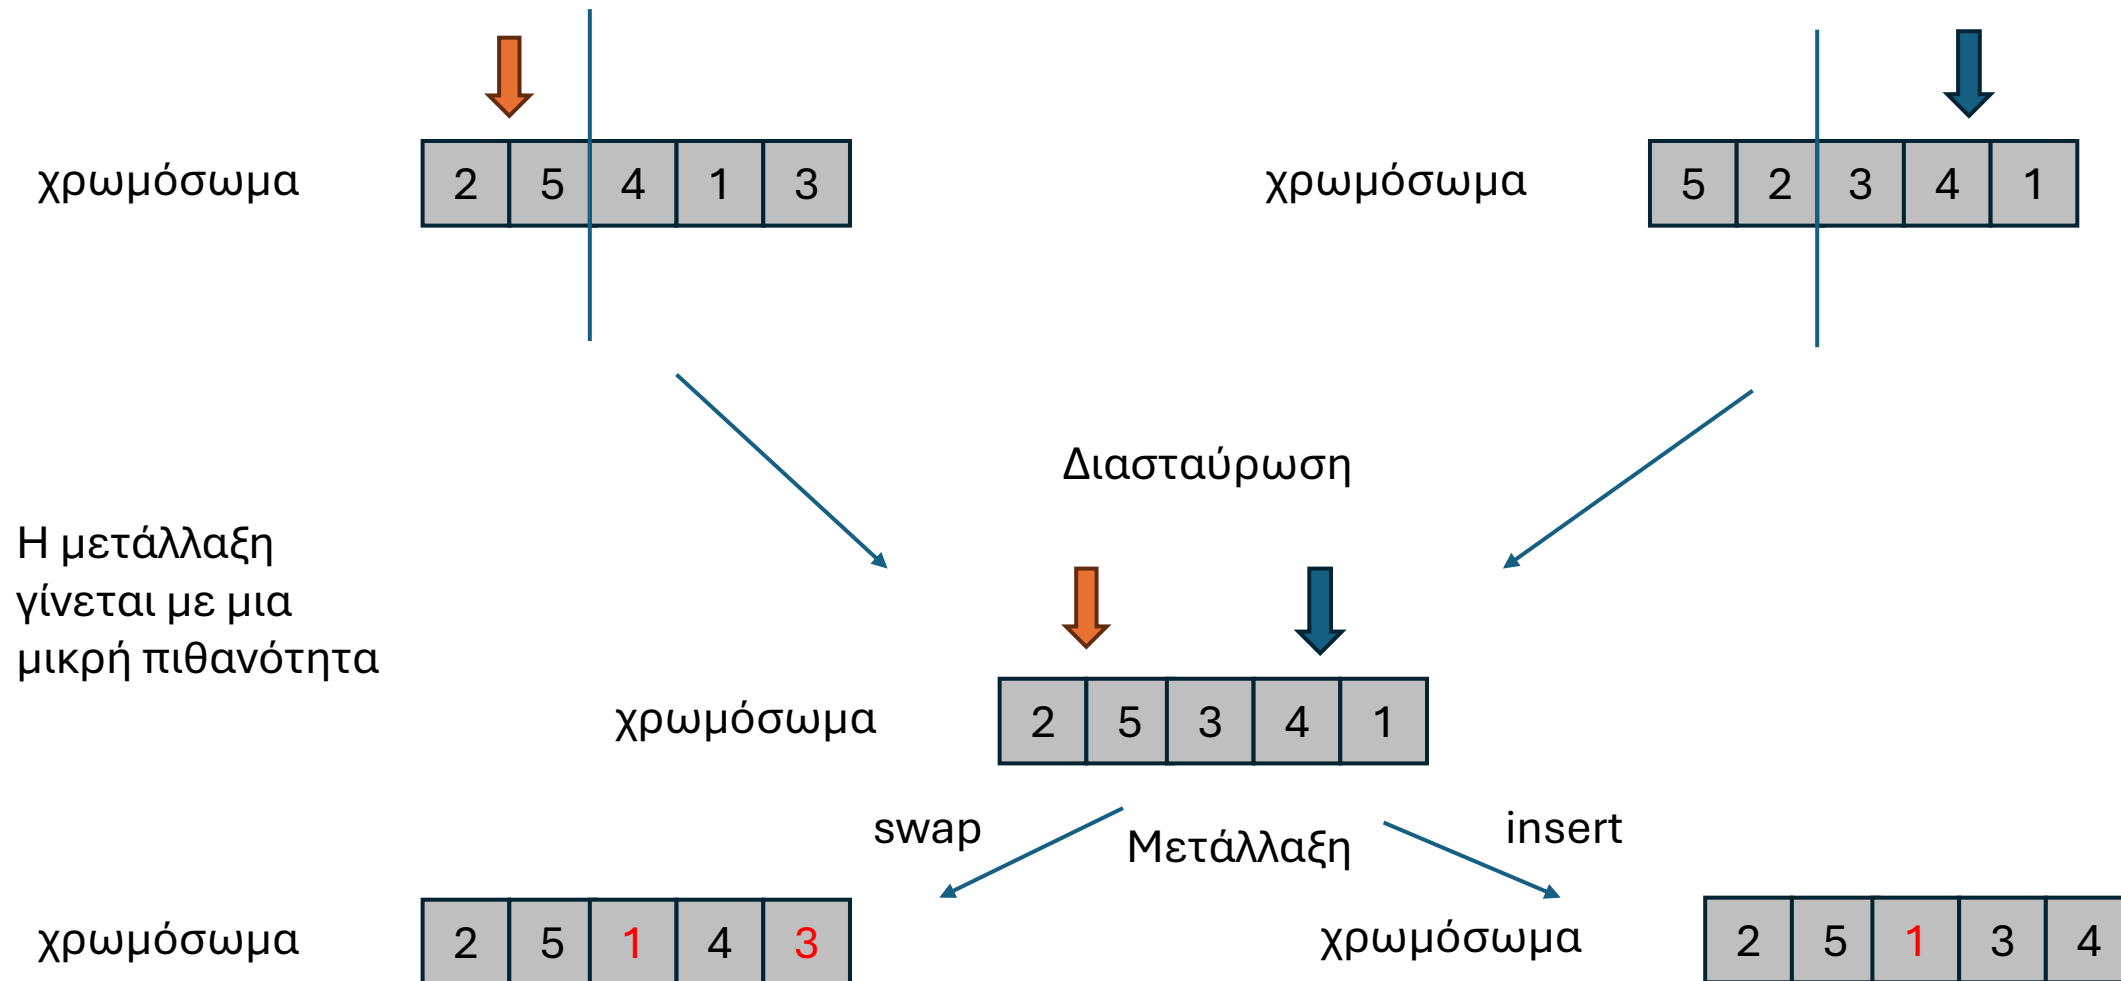 χρωμόσωμα 2 5 4 1 3
χρωμόσωμα 5 2 3 4 1
Διασταύρωση
Η μετάλλαξη
γίνεται με μια
μικρή πιθανότητα
χρωμόσωμα 2 5 3 4 1
swap
Μετάλλαξη
insert
χρωμόσωμα 2 5 1 4 3
χρωμόσωμα 2 5 1 3 4